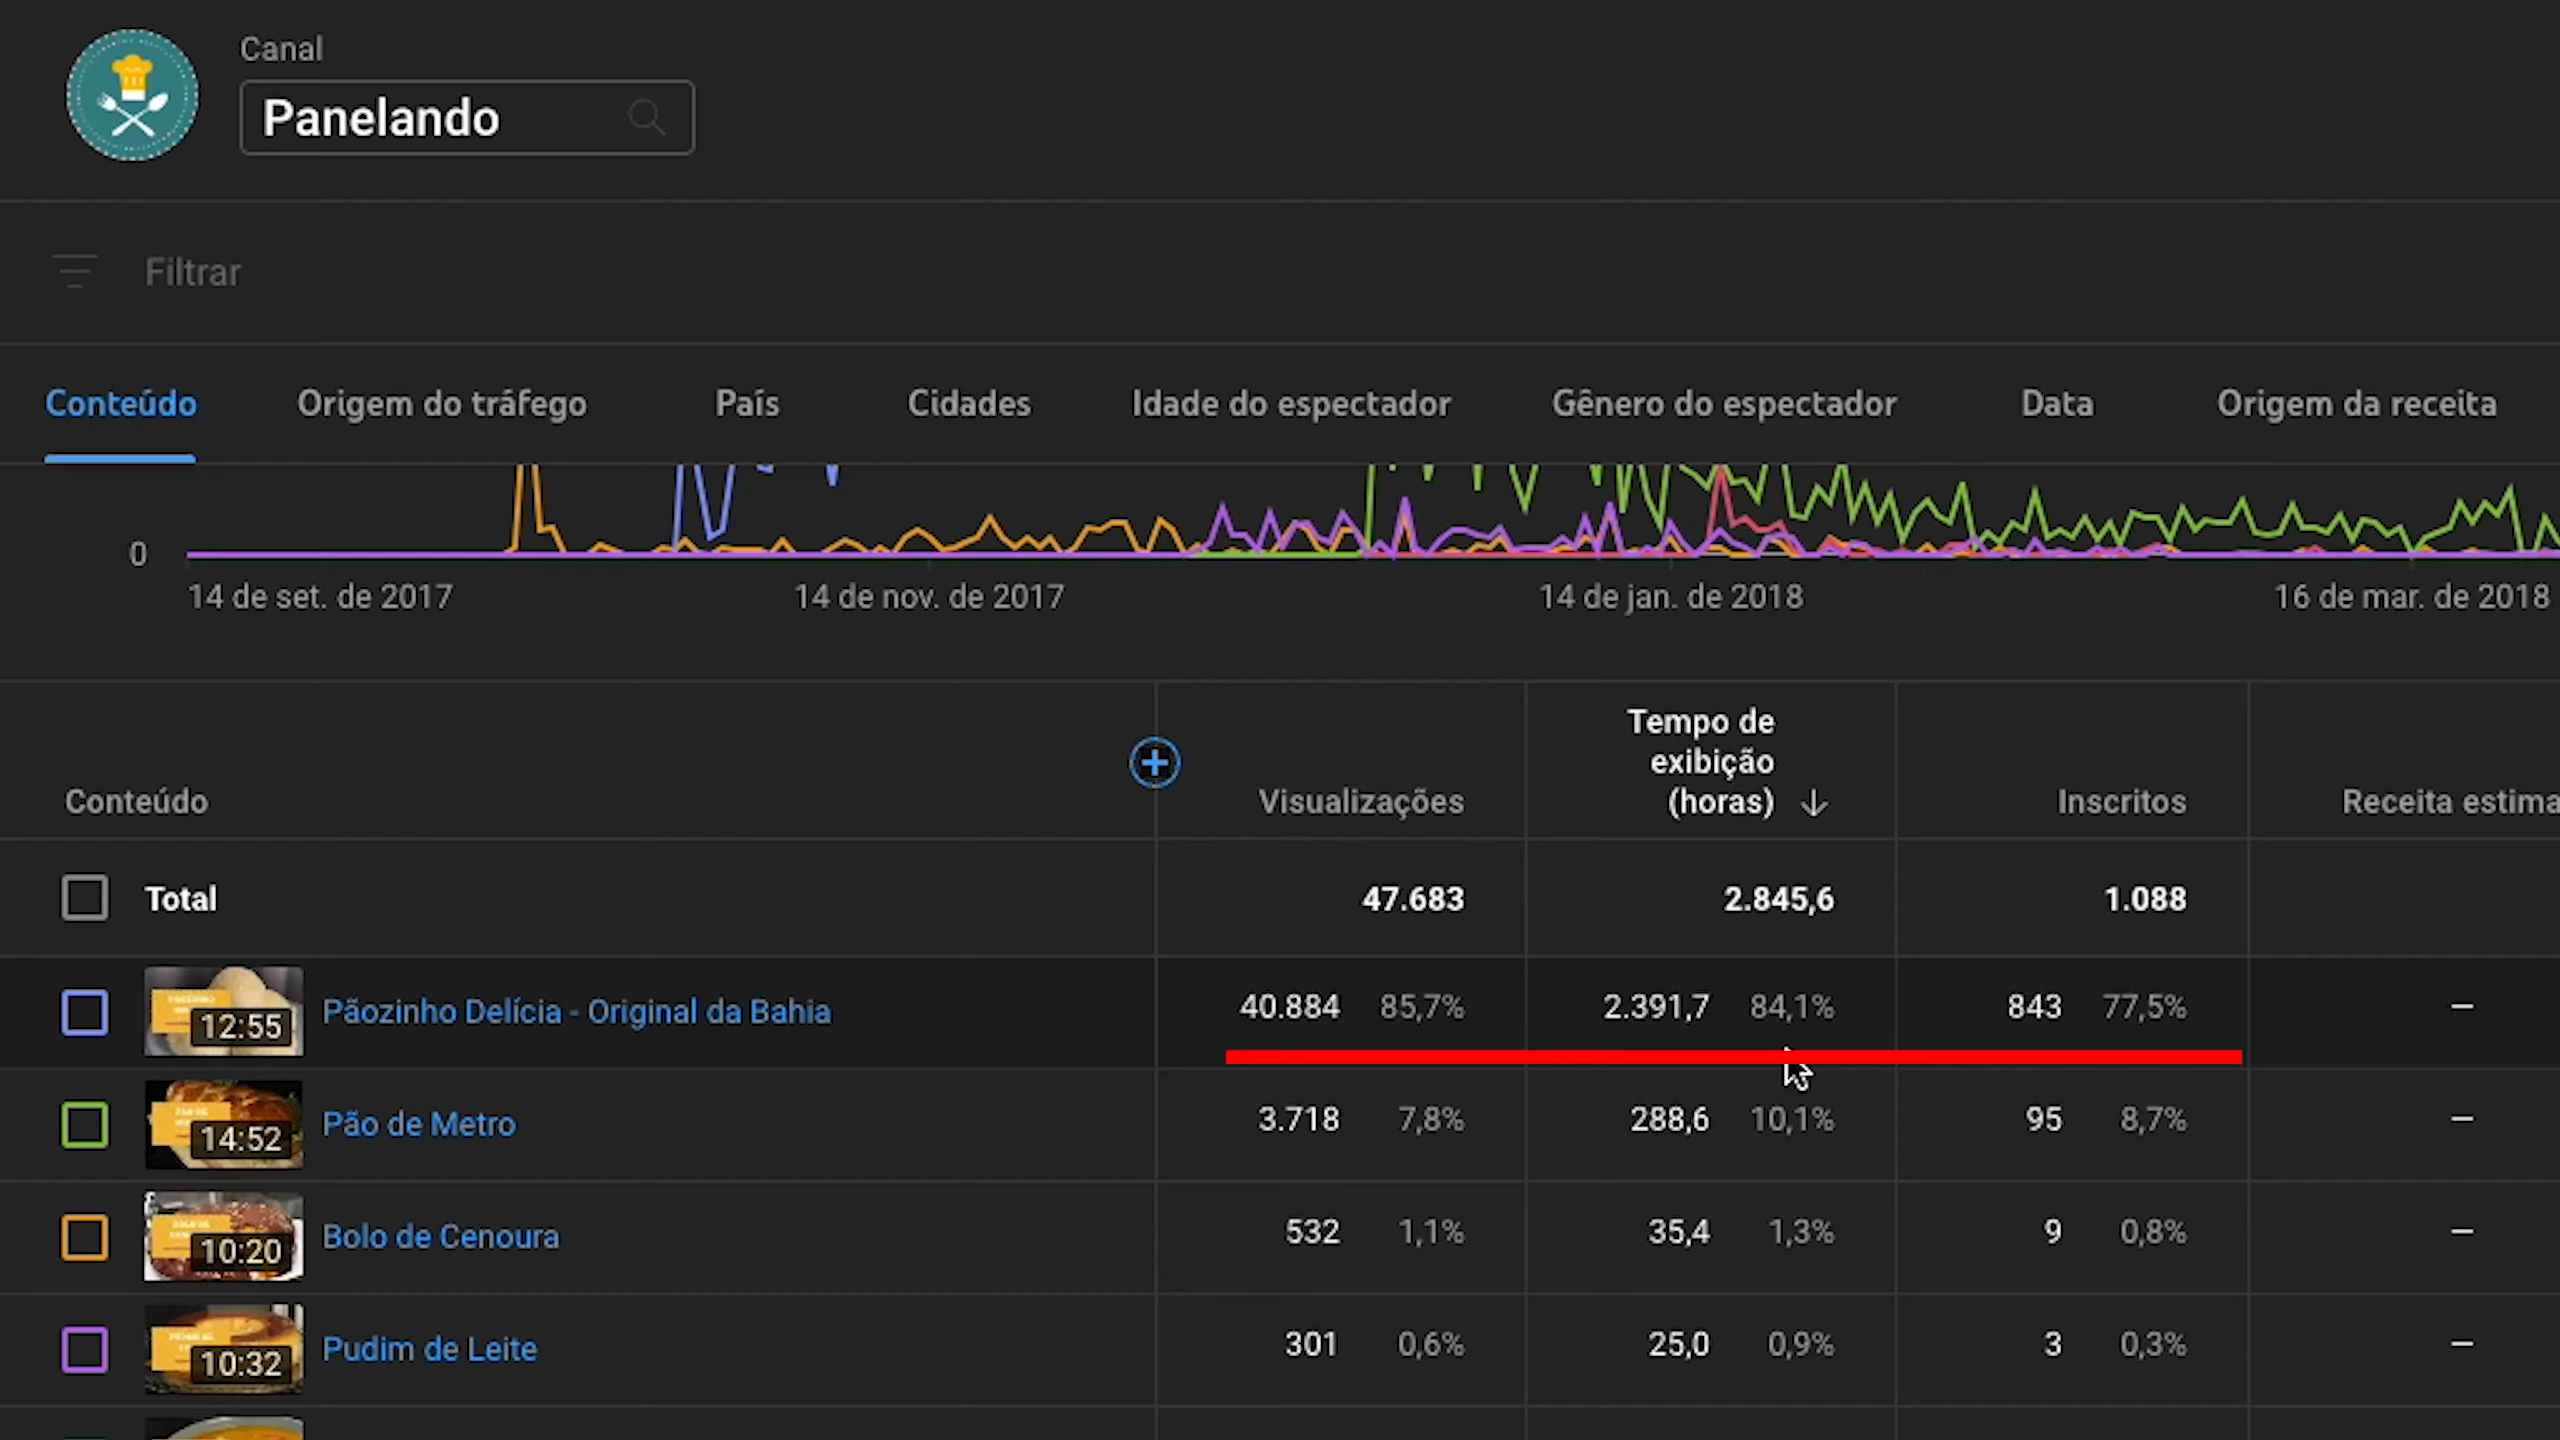 Canal
Panelando
Filtrar
Conteúdo Origem do tráfego País Cidades Idade do espectador Gênero do espectador Data Origem da receita
0
14 de set. de 2017 14 de nov. de 2017 14 de jan. de 2018 16 de mar. de 2018
Conteúdo Visualizações Tempo de exibição (horas) Inscritos Receita estima
Total 47.683 2.845,6 1.088
12:55 Pãozinho Delícia - Original da Bahia 40.884 85,7% 2.391,7 84,1% 843 77,5% —
14:52 Pão de Metro 3.718 7,8% 288,6 10,1% 95 8,7% —
10:20 Bolo de Cenoura 532 1,1% 35,4 1,3% 9 0,8% —
10:32 Pudim de Leite 301 0,6% 25,0 0,9% 3 0,3% —